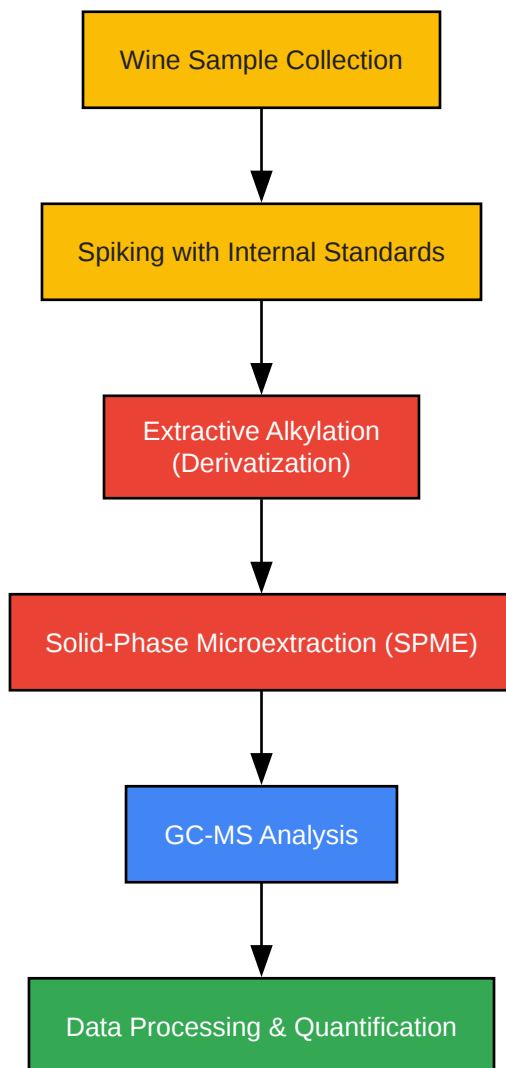 Wine Sample Collection
Spiking with Internal Standards
Extractive Alkylation
(Derivatization)
Solid-Phase Microextraction (SPME)
GC-MS Analysis
Data Processing & Quantification